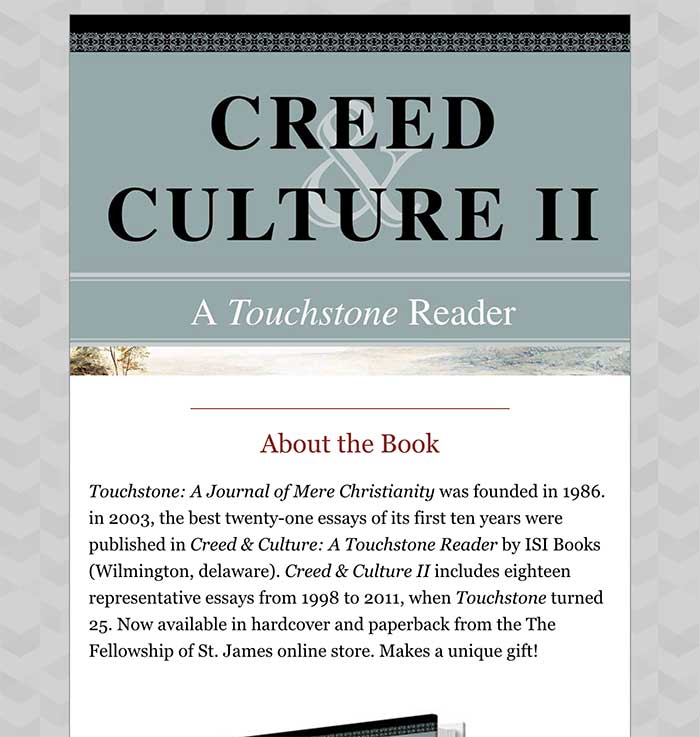 CREED
&
CULTURE II
A Touchstone Reader
About the Book
Touchstone: A Journal of Mere Christianity was founded in 1986.
in 2003, the best twenty-one essays of its first ten years were
published in Creed & Culture: A Touchstone Reader by ISI Books
(Wilmington, delaware). Creed & Culture II includes eighteen
representative essays from 1998 to 2011, when Touchstone turned
25. Now available in hardcover and paperback from the The
Fellowship of St. James online store. Makes a unique gift!